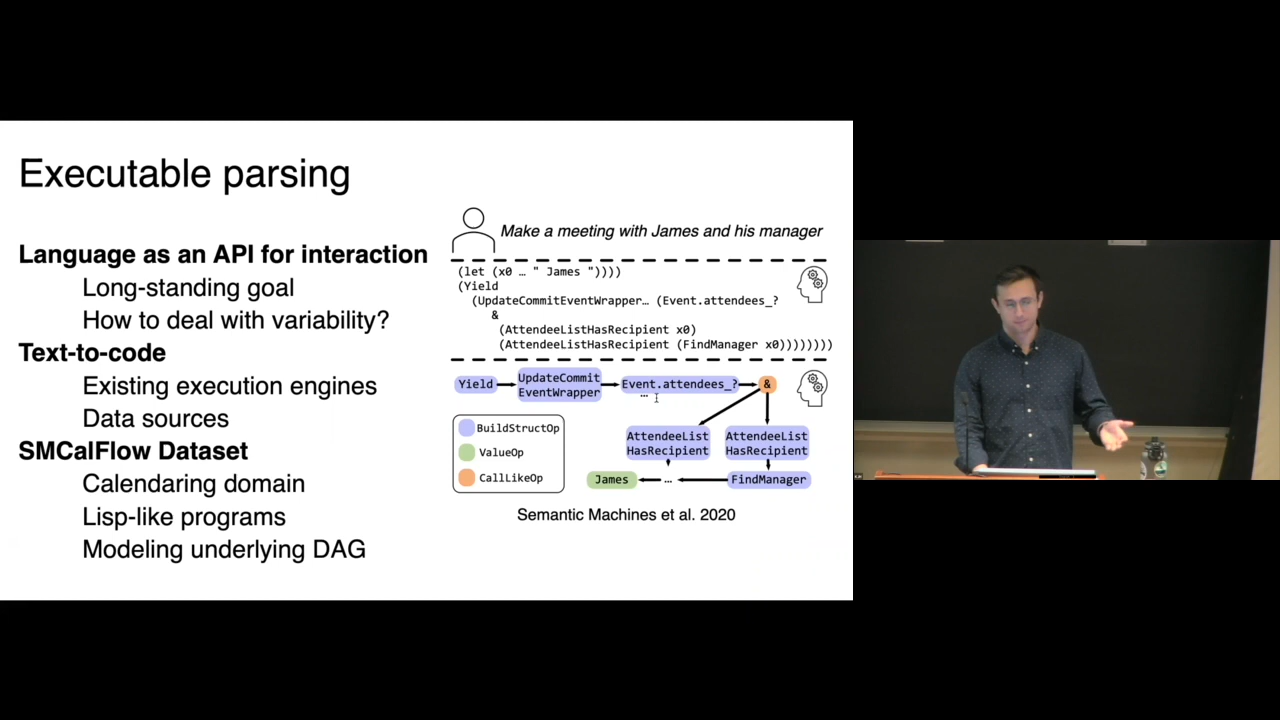 Executable parsing
Language as an API for interaction
Long-standing goal
How to deal with variability?
Text-to-code
Existing execution engines
Data sources
SMCalFlow Dataset
Calendaring domain
Lisp-like programs
Modeling underlying DAG
Make a meeting with James and his manager
(let (x0 … " James "))))
(Yield
(UpdateCommitEventWrapper… (Event.attendees_?
&
(AttendeeListHasRecipient x0)
(AttendeeListHasRecipient (FindManager x0))))))))
Yield
UpdateCommit
EventWrapper
Event.attendees_?
…
&
BuildStructOp
ValueOp
CallLikeOp
AttendeeList
HasRecipient
AttendeeList
HasRecipient
James
…
FindManager
Semantic Machines et al. 2020